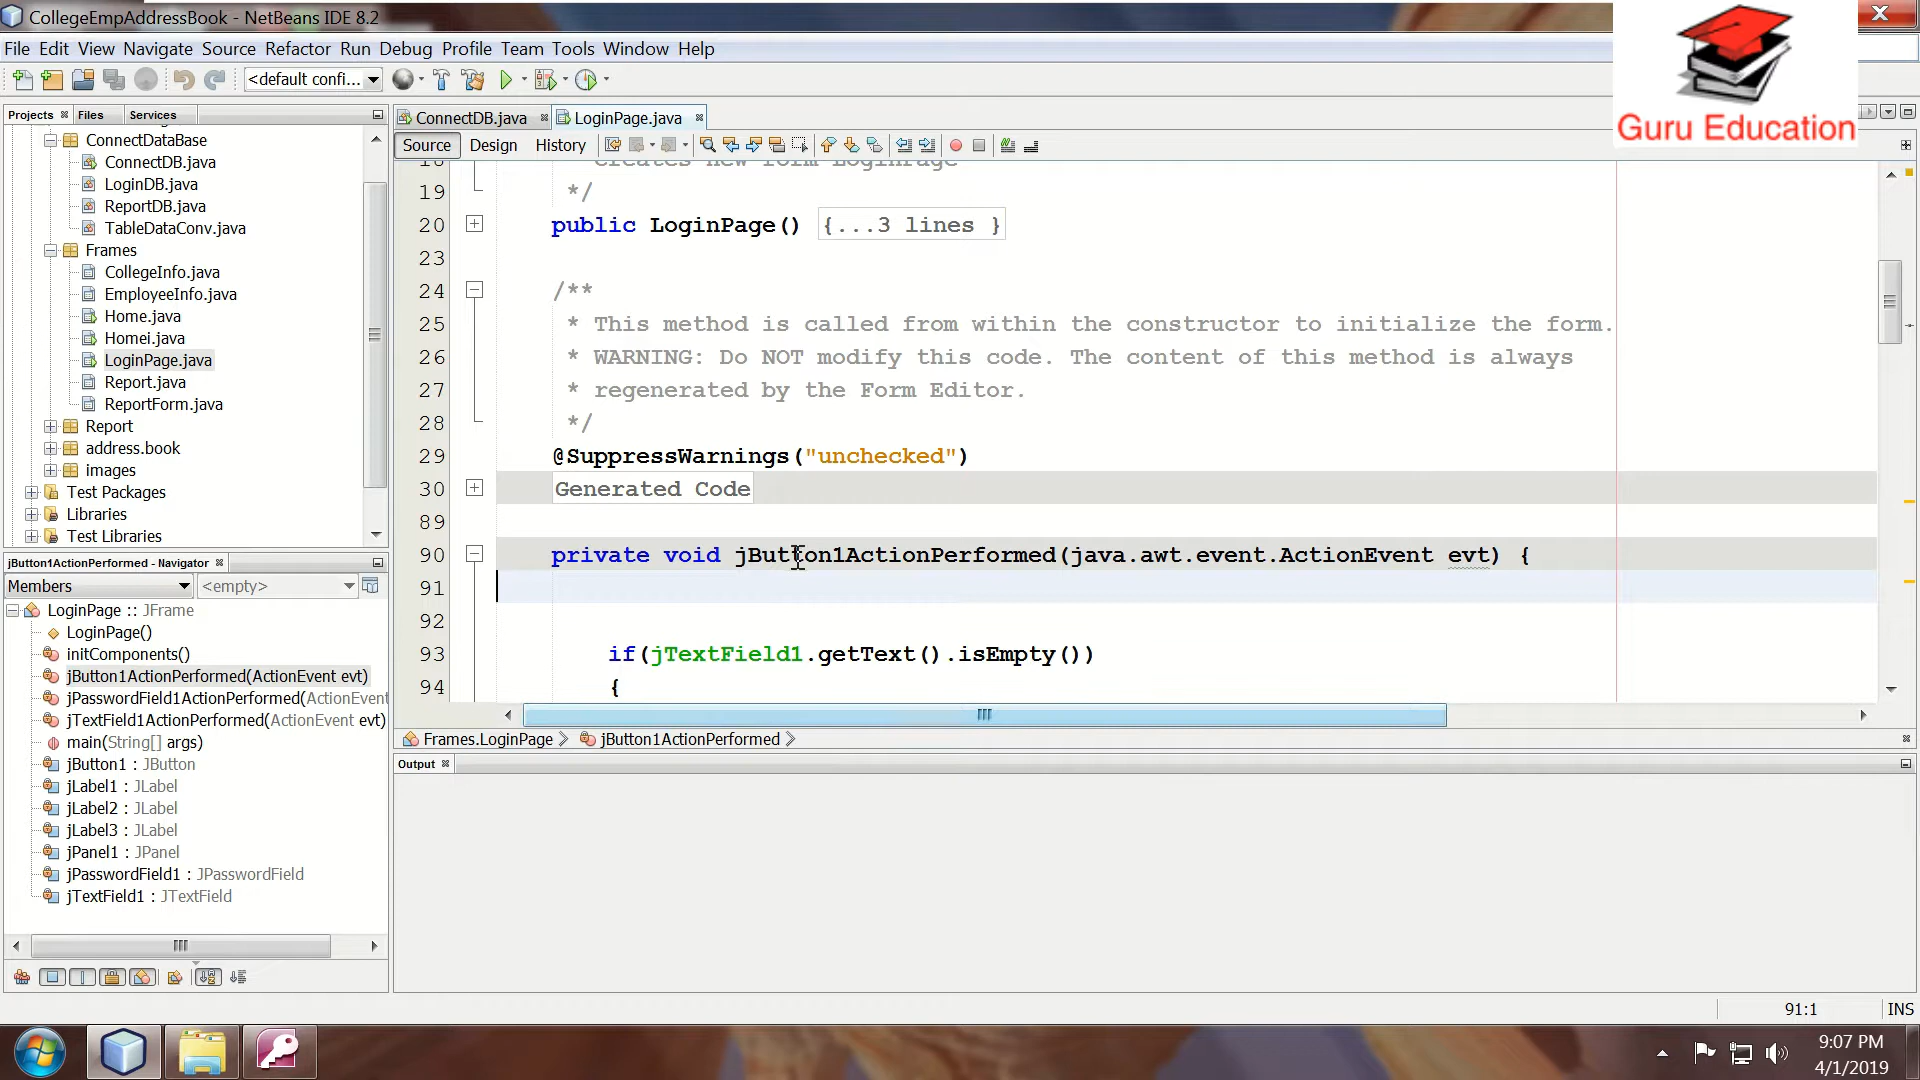 CollegeEmpAddressBook - NetBeans IDE 8.2
File Edit View Navigate Source Refactor Run Debug Profile Team Tools Window Help
<default confi...
Guru Education
Projects Files Services
ConnectDataBase
ConnectDB.java
LoginDB.java
ReportDB.java
TableDataConv.java
Frames
CollegeInfo.java
EmployeeInfo.java
Home.java
Homei.java
LoginPage.java
Report.java
ReportForm.java
Report
address.book
images
Test Packages
Libraries
Test Libraries
jButton1ActionPerformed - Navigator
Members <empty>
LoginPage :: JFrame
LoginPage()
initComponents()
jButton1ActionPerformed(ActionEvent evt)
jPasswordField1ActionPerformed(ActionEvent
jTextField1ActionPerformed(ActionEvent evt)
main(String[] args)
jButton1 : JButton
jLabel1 : JLabel
jLabel2 : JLabel
jLabel3 : JLabel
jPanel1 : JPanel
jPasswordField1 : JPasswordField
jTextField1 : JTextField
ConnectDB.java LoginPage.java
Source Design History
18 Creates new form LoginPage
19 */
20 public LoginPage() {...3 lines }
23
24 /**
25 * This method is called from within the constructor to initialize the form.
26 * WARNING: Do NOT modify this code. The content of this method is always
27 * regenerated by the Form Editor.
28 */
29 @SuppressWarnings("unchecked")
30 Generated Code
89
90 private void jButton1ActionPerformed(java.awt.event.ActionEvent evt) {
91
92
93 if(jTextField1.getText().isEmpty())
94 {
Frames.LoginPage jButton1ActionPerformed
Output
91:1 INS
9:07 PM
4/1/2019